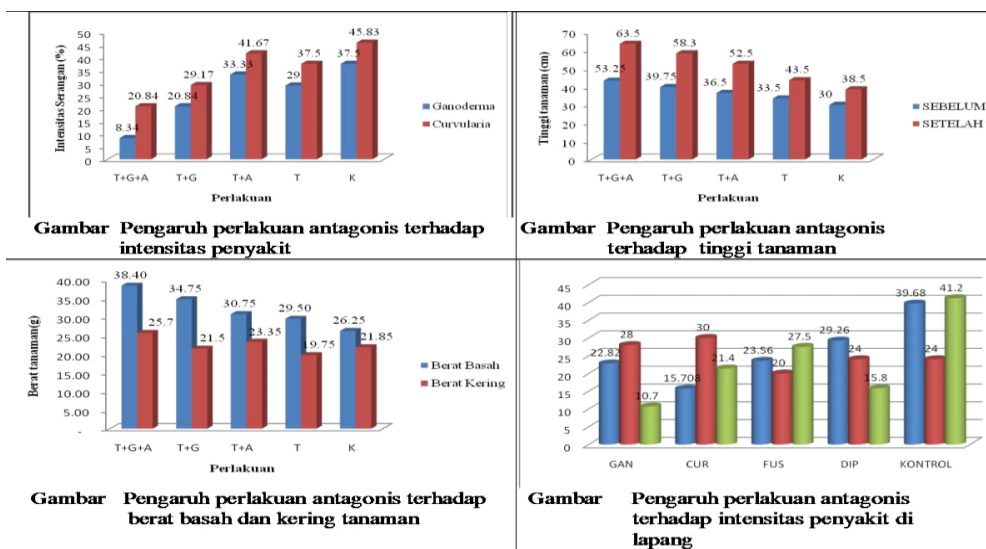 Intensitas Serangan (%)
50
45
40
35
30
25
20
15
10
5
0
8.34
20.84
20.84
29.17
33.33
41.67
29
37.5
37.5
45.83
Ganoderma
Curvularia
T+G+A
T+G
T+A
T
K
Perlakuan
Gambar Pengaruh perlakuan antagonis terhadap
intensitas penyakit
Tinggi tanaman (cm)
70
60
50
40
30
20
10
0
53.25
63.5
39.75
58.3
36.5
52.5
33.5
43.5
30
38.5
SEBELUM
SETELAH
T+G+A
T+G
T+A
T
K
Perlakuan
Gambar Pengaruh perlakuan antagonis
terhadap tinggi tanaman
Berat tanaman(g)
40.00
35.00
30.00
25.00
20.00
15.00
10.00
5.00
-
38.40
25.7
34.75
21.5
30.75
23.35
29.50
19.75
26.25
21.85
Berat Basah
Berat Kering
T+G+A
T+G
T+A
T
K
Perlakuan
Gambar Pengaruh perlakuan antagonis terhadap
berat basah dan kering tanaman
45
40
35
30
25
20
15
10
5
0
22.82
28
10.7
15.708
30
21.4
23.56
20
27.5
29.26
24
15.8
39.68
24
41.2
GAN
CUR
FUS
DIP
KONTROL
Gambar Pengaruh perlakuan antagonis
terhadap intensitas penyakit di
lapang